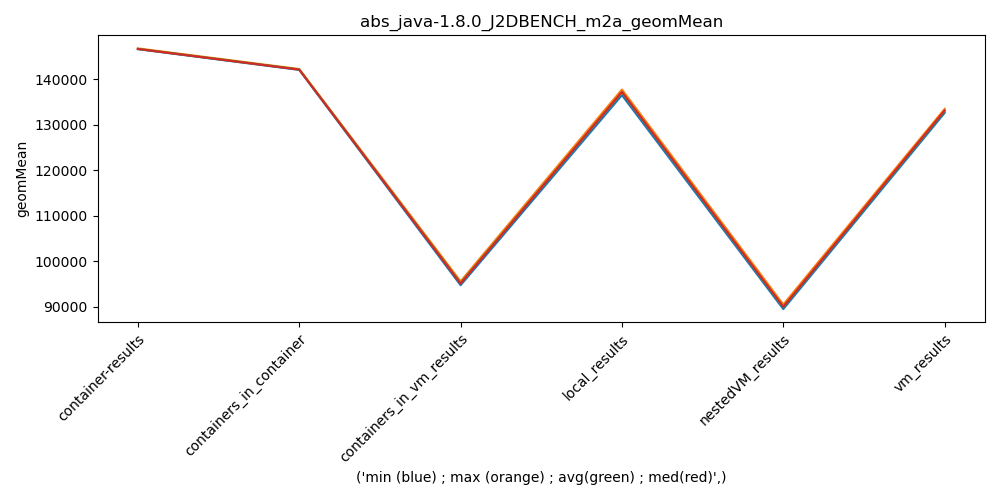 abs_java-1.8.0_J2DBENCH_m2a_geomMean
geomMean
140000
130000
120000
110000
100000
90000
container-results
containers_in_container
containers_in_vm_results
local_results
nestedVM_results
vm_results
('min (blue) ; max (orange) ; avg(green) ; med(red)',)